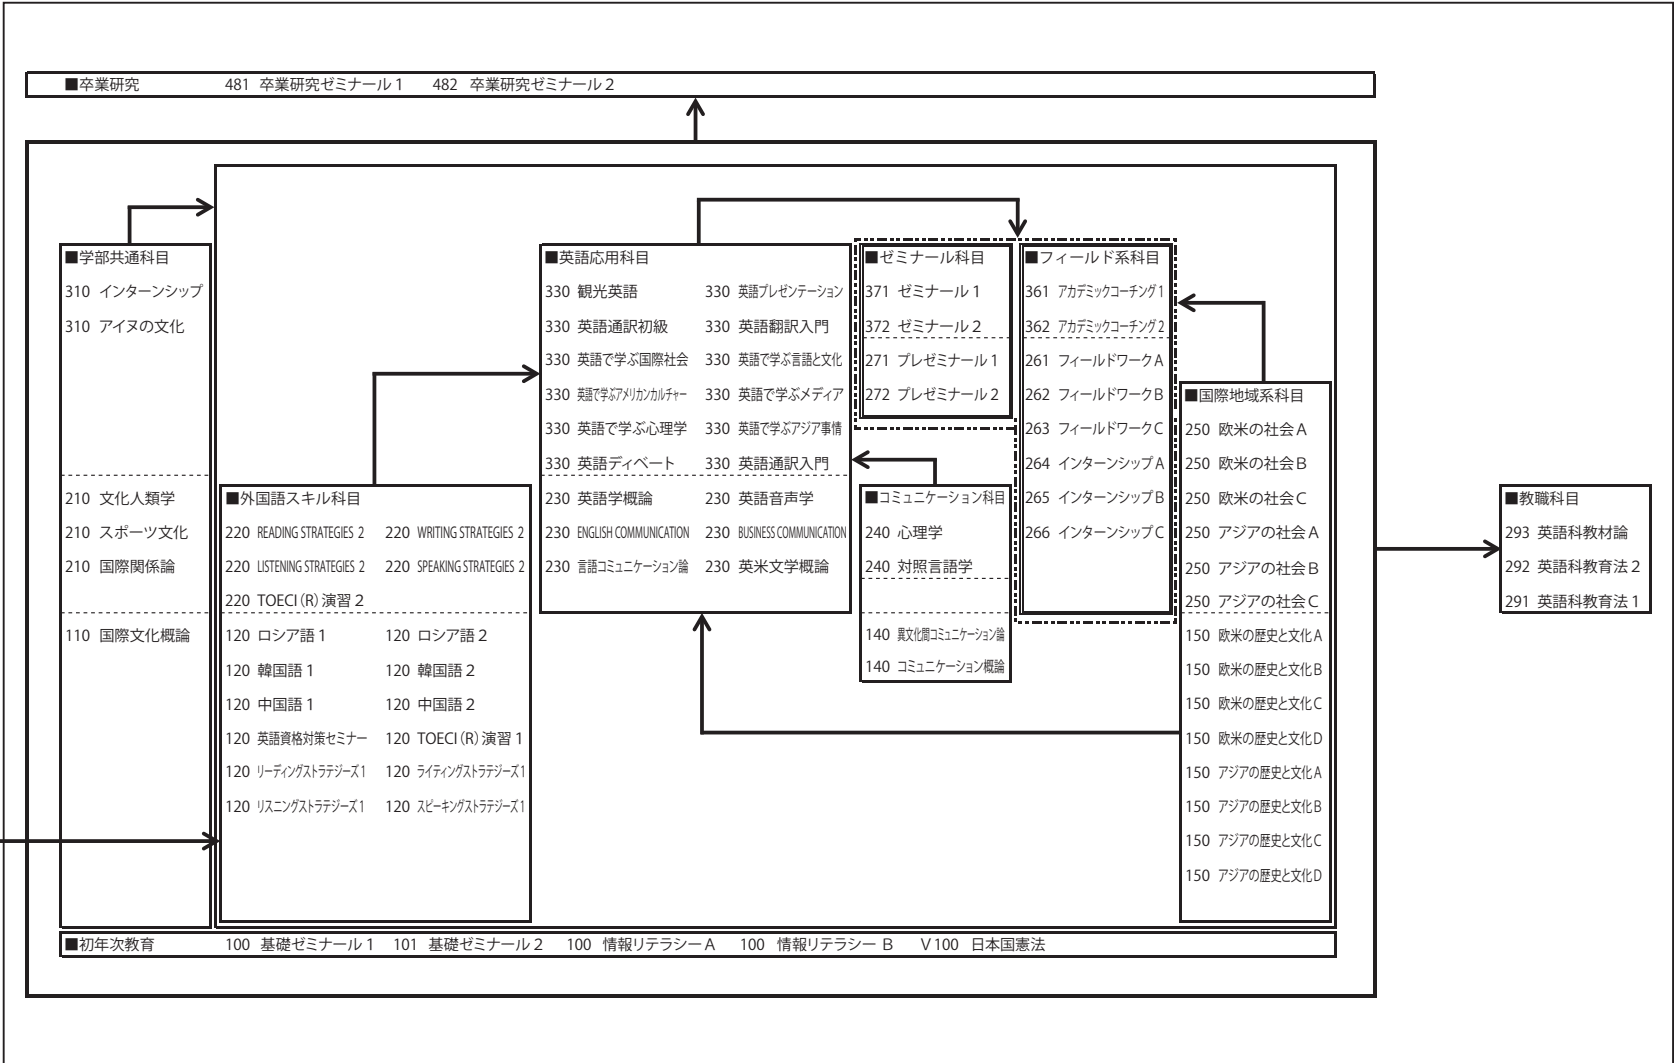 ■卒業研究 481 卒業研究ゼミナール1 482 卒業研究ゼミナール2
■学部共通科目
310 インターンシップ
310 アイヌの文化
210 文化人類学
210 スポーツ文化
210 国際関係論
110 国際文化概論
■外国語スキル科目
220 READING STRATEGIES 2 220 WRITING STRATEGIES 2
220 LISTENING STRATEGIES 2 220 SPEAKING STRATEGIES 2
220 TOECI(R)演習2
120 ロシア語1 120 ロシア語2
120 韓国語1 120 韓国語2
120 中国語1 120 中国語2
120 英語資格対策セミナー 120 TOECI(R)演習1
120 リーディングストラテジーズ1 120 ライティングストラテジーズ1
120 リスニングストラテジーズ1 120 スピーキングストラテジーズ1
■英語応用科目
330 観光英語 330 英語プレゼンテーション
330 英語通訳初級 330 英語翻訳入門
330 英語で学ぶ国際社会 330 英語で学ぶ言語と文化
330 英語で学ぶアメリカンカルチャー 330 英語で学ぶメディア
330 英語で学ぶ心理学 330 英語で学ぶアジア事情
330 英語ディベート 330 英語通訳入門
230 英語学概論 230 英語音声学
230 ENGLISH COMMUNICATION 230 BUSINESS COMMUNICATION
230 言語コミュニケーション論 230 英米文学概論
■ゼミナール科目
371 ゼミナール1
372 ゼミナール2
271 プレゼミナール1
272 プレゼミナール2
■コミュニケーション科目
240 心理学
240 対照言語学
140 異文化間コミュニケーション論
140 コミュニケーション概論
■フィールド系科目
361 アカデミックコーチング1
362 アカデミックコーチング2
261 フィールドワークA
262 フィールドワークB
263 フィールドワークC
264 インターンシップA
265 インターンシップB
266 インターンシップC
■国際地域系科目
250 欧米の社会A
250 欧米の社会B
250 欧米の社会C
250 アジアの社会A
250 アジアの社会B
250 アジアの社会C
150 欧米の歴史と文化A
150 欧米の歴史と文化B
150 欧米の歴史と文化C
150 欧米の歴史と文化D
150 アジアの歴史と文化A
150 アジアの歴史と文化B
150 アジアの歴史と文化C
150 アジアの歴史と文化D
■教職科目
293 英語科教材論
292 英語科教育法2
291 英語科教育法1
■初年次教育 100 基礎ゼミナール1 101 基礎ゼミナール2 100 情報リテラシーA 100 情報リテラシー B V100 日本国憲法